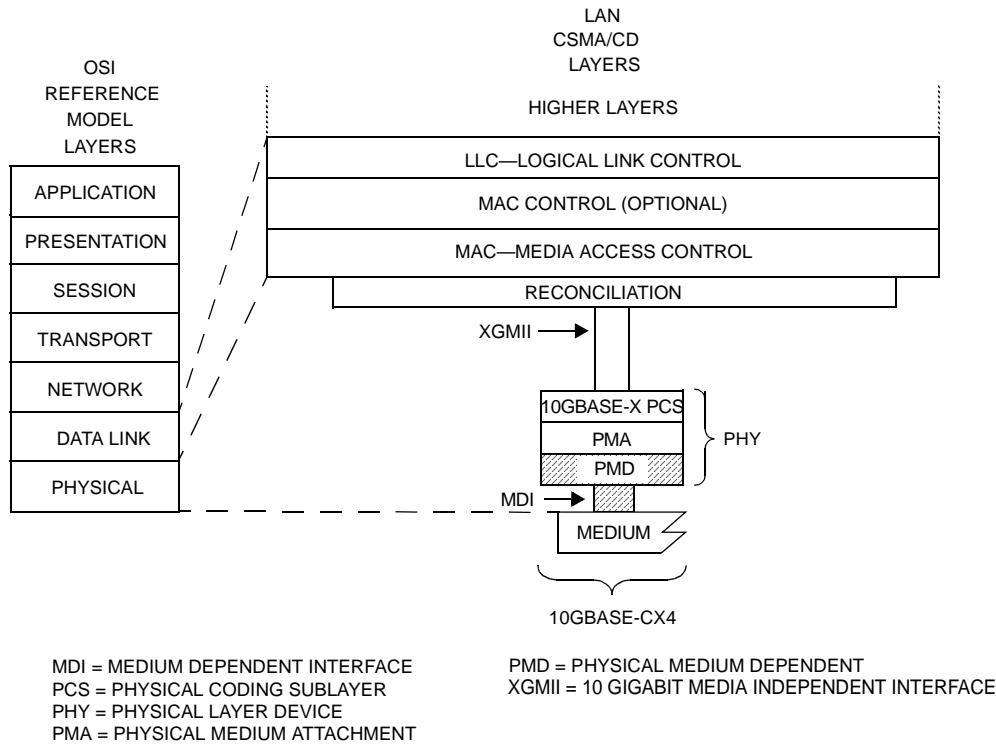 LAN
CSMA/CD
LAYERS
OSI
REFERENCE
MODEL
LAYERS
HIGHER LAYERS
LLC—LOGICAL LINK CONTROL
MAC CONTROL (OPTIONAL)
MAC—MEDIA ACCESS CONTROL
RECONCILIATION
APPLICATION
PRESENTATION
SESSION
TRANSPORT
NETWORK
DATA LINK
PHYSICAL
XGMII
10GBASE-X PCS
PMA
PMD
PHY
MDI
MEDIUM
10GBASE-CX4
MDI = MEDIUM DEPENDENT INTERFACE
PCS = PHYSICAL CODING SUBLAYER
PHY = PHYSICAL LAYER DEVICE
PMA = PHYSICAL MEDIUM ATTACHMENT
PMD = PHYSICAL MEDIUM DEPENDENT
XGMII = 10 GIGABIT MEDIA INDEPENDENT INTERFACE